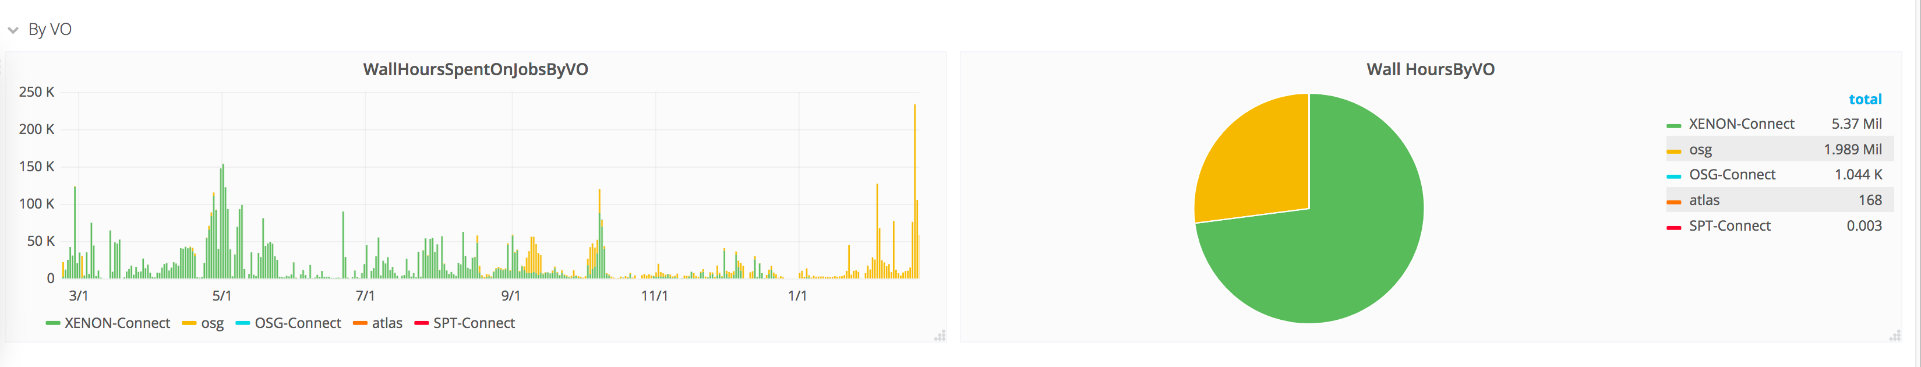 By VO
WallHoursSpentOnJobsByVO
250 K
200 K
150 K
100 K
50 K
0
3/1 5/1 7/1 9/1 11/1 1/1
XENON-Connect osg OSG-Connect atlas SPT-Connect
Wall HoursByVO
total
XENON-Connect 5.37 Mil
osg 1.989 Mil
OSG-Connect 1.044 K
atlas 168
SPT-Connect 0.003